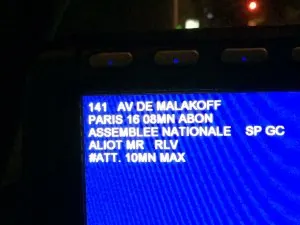 141 AV DE MALAKOFF
PARIS 16 08MN ABON
ASSEMBLEE NATIONALE SP GC
ALIOT MR RLV
#ATT. 10MN MAX